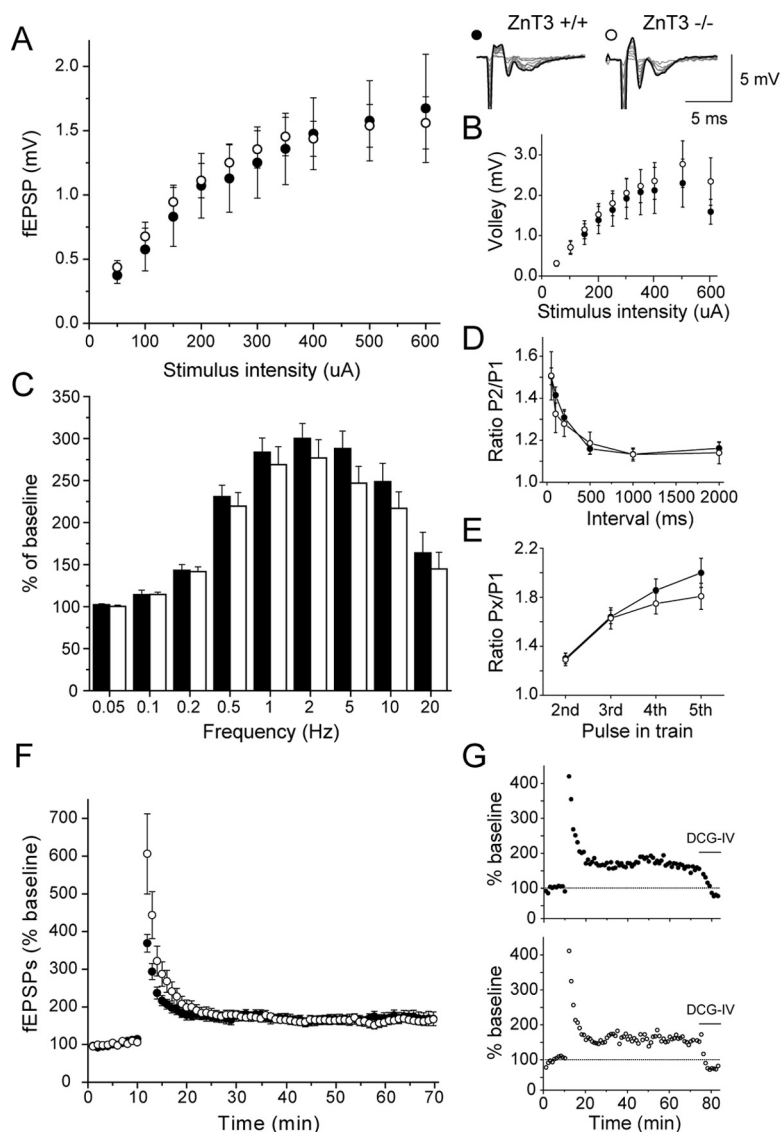 ZnT3 +/+
ZnT3 -/-
5 mV
5 ms
A
2.0
1.5
1.0
0.5
0.0
fEPSP (mV)
0 100 200 300 400 500 600
Stimulus intensity (uA)
B
3.0
2.0
1.0
0.0
Volley (mV)
0 200 400 600
Stimulus intensity (uA)
C
350
300
250
200
150
100
50
0
% of baseline
0.05 0.1 0.2 0.5 1 2 5 10 20
Frequency (Hz)
D
1.6
1.4
1.2
1.0
Ratio P2/P1
0 500 1000 1500 2000
Interval (ms)
E
2.2
1.8
1.4
1.0
Ratio Px/P1
2nd 3rd 4th 5th
Pulse in train
F
700
600
500
400
300
200
100
0
fEPSPs (% baseline)
0 10 20 30 40 50 60 70
Time (min)
G
400
300
200
100
0
% baseline
DCG-IV
400
300
200
100
0
% baseline
DCG-IV
0 20 40 60 80
Time (min)